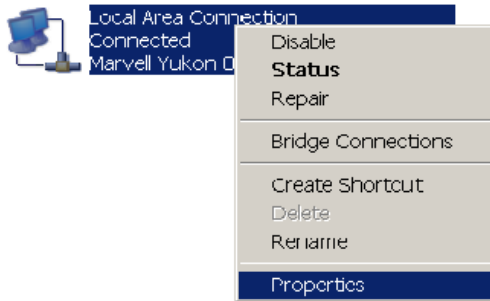 Local Area Connection
Connected
Marvell Yukon
Disable
Status
Repair
Bridge Connections
Create Shortcut
Delete
Rename
Properties